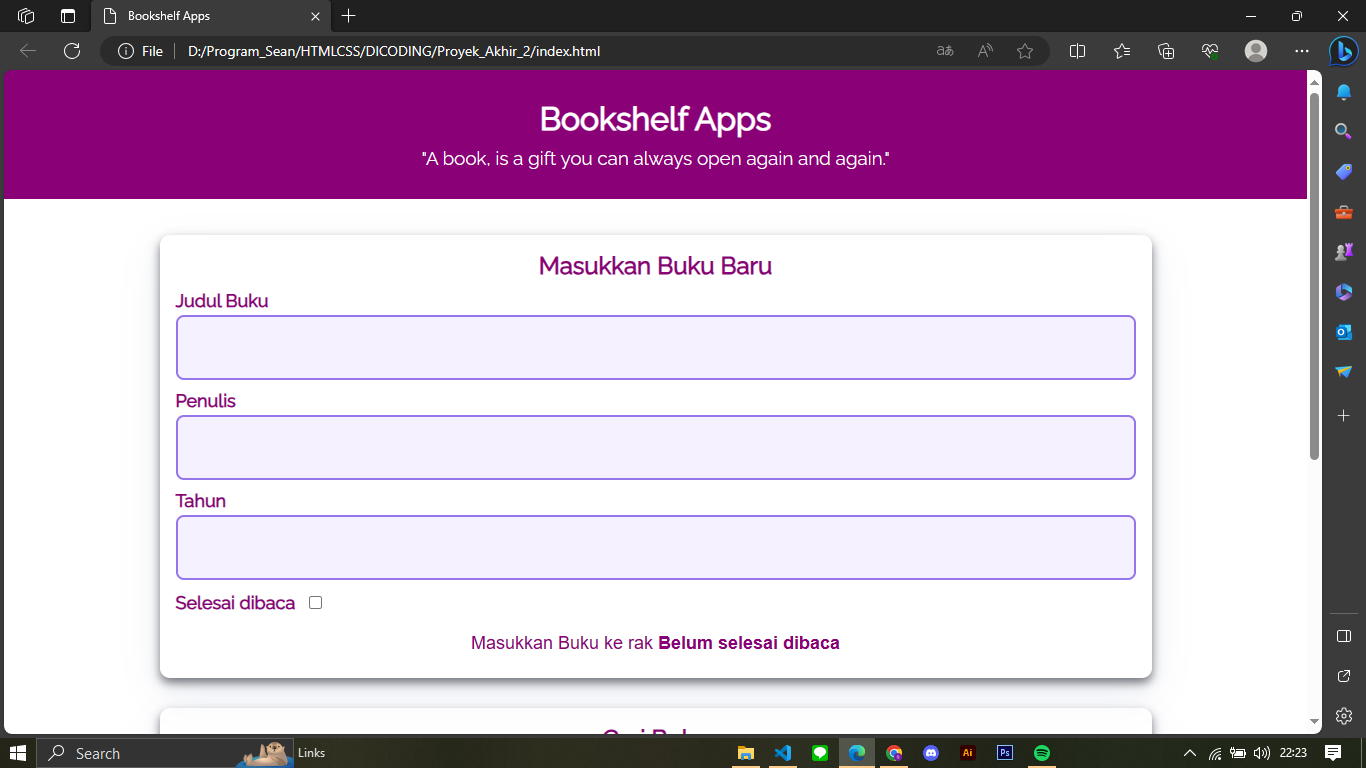 Bookshelf Apps
File
D:/Program_Sean/HTMLCSS/DICODING/Proyek_Akhir_2/index.html
Bookshelf Apps
"A book, is a gift you can always open again and again."
Masukkan Buku Baru
Judul Buku
Penulis
Tahun
Selesai dibaca
Masukkan Buku ke rak Belum selesai dibaca
Search
Links
Ai
Ps
22:23